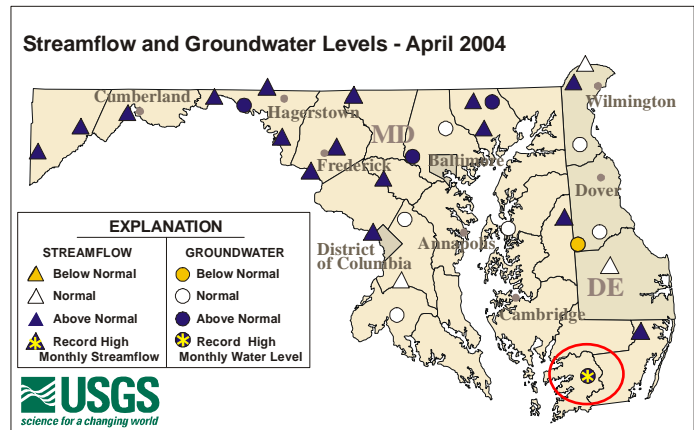 Streamflow and Groundwater Levels - April 2004
Cumberland
Hagerstown
Wilmington
MD
Frederick
Baltimore
Dover
Annapolis
District
of Columbia
DE
Cambridge
EXPLANATION
STREAMFLOW
Below Normal
Normal
Above Normal
Record High
Monthly Streamflow
GROUNDWATER
Below Normal
Normal
Above Normal
Record High
Monthly Water Level
USGS
science for a changing world